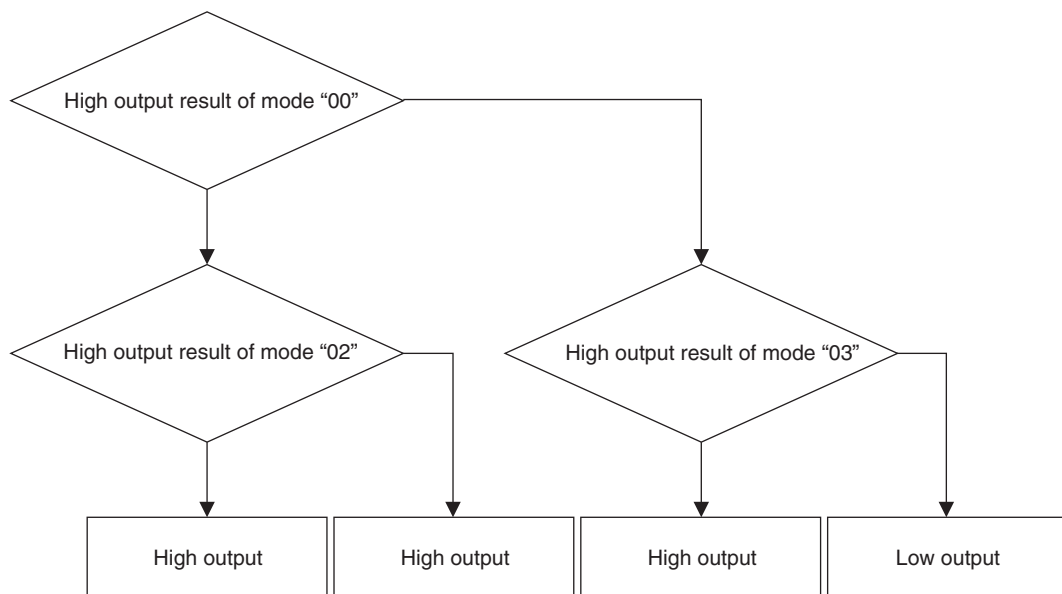 High output result of mode “00”
High output result of mode “02”
High output result of mode “03”
High output
High output
High output
Low output